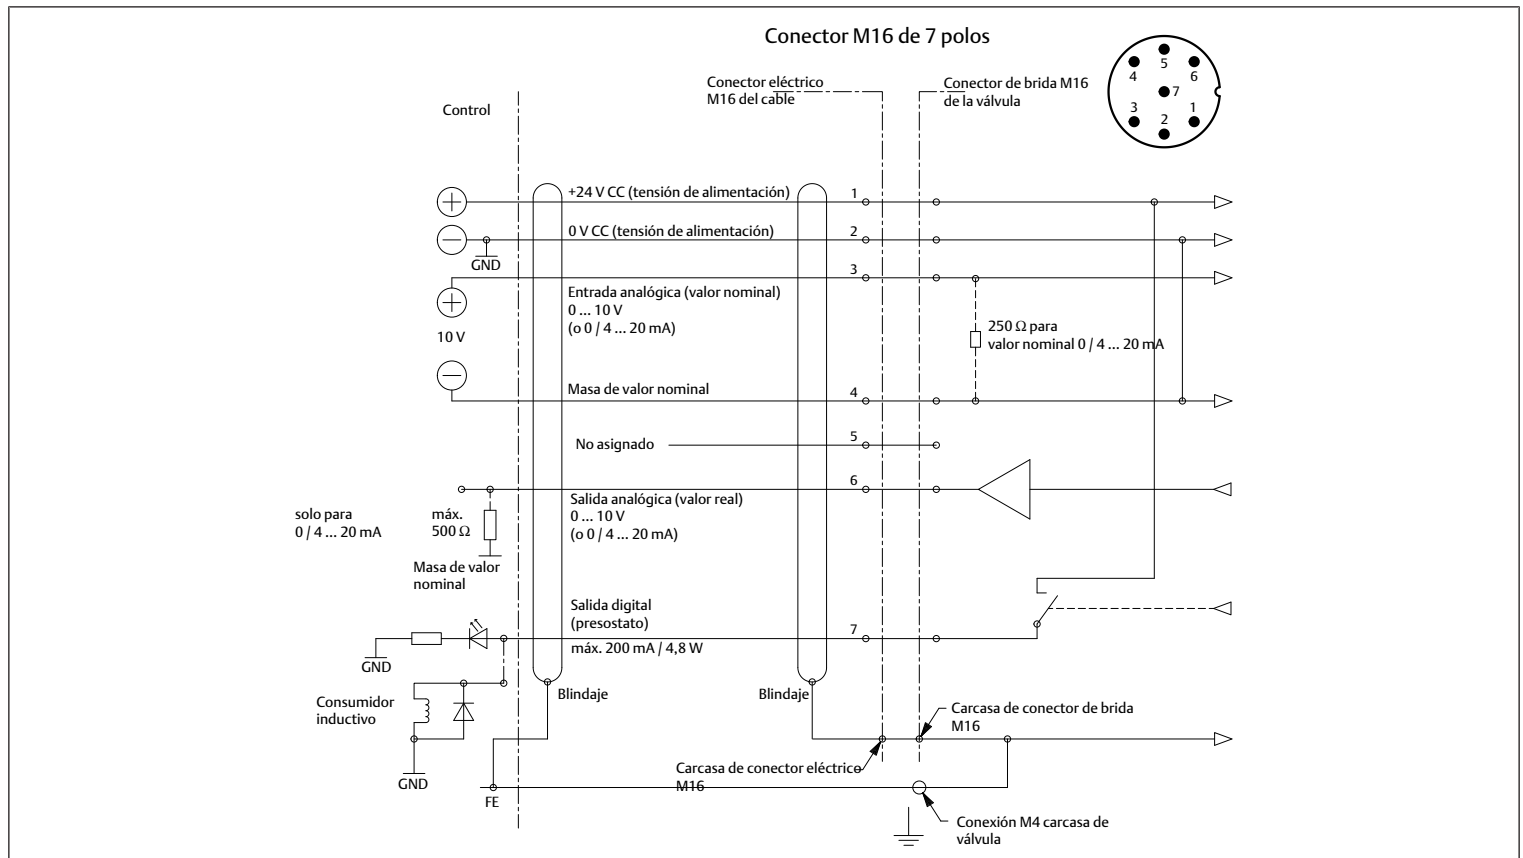 Conector M16 de 7 polos
5
4
6
7
3
1
2
Conector eléctrico
M16 del cable
Conector de brida M16
de la válvula
Control
+24 V CC (tensión de alimentación)
1
0 V CC (tensión de alimentación)
2
GND
3
Entrada analógica (valor nominal)
0 ... 10 V
(o 0 / 4 ... 20 mA)
10 V
250 Ω para
valor nominal 0 / 4 ... 20 mA
Masa de valor nominal
4
No asignado
5
6
Salida analógica (valor real)
0 ... 10 V
(o 0 / 4 ... 20 mA)
solo para
0 / 4 ... 20 mA
máx.
500 Ω
Masa de valor
nominal
Salida digital
(presostato)
7
máx. 200 mA / 4,8 W
GND
Consumidor
inductivo
Blindaje
Blindaje
Carcasa de conector de brida
M16
Carcasa de conector eléctrico
M16
GND
FE
Conexión M4 carcasa de
válvula